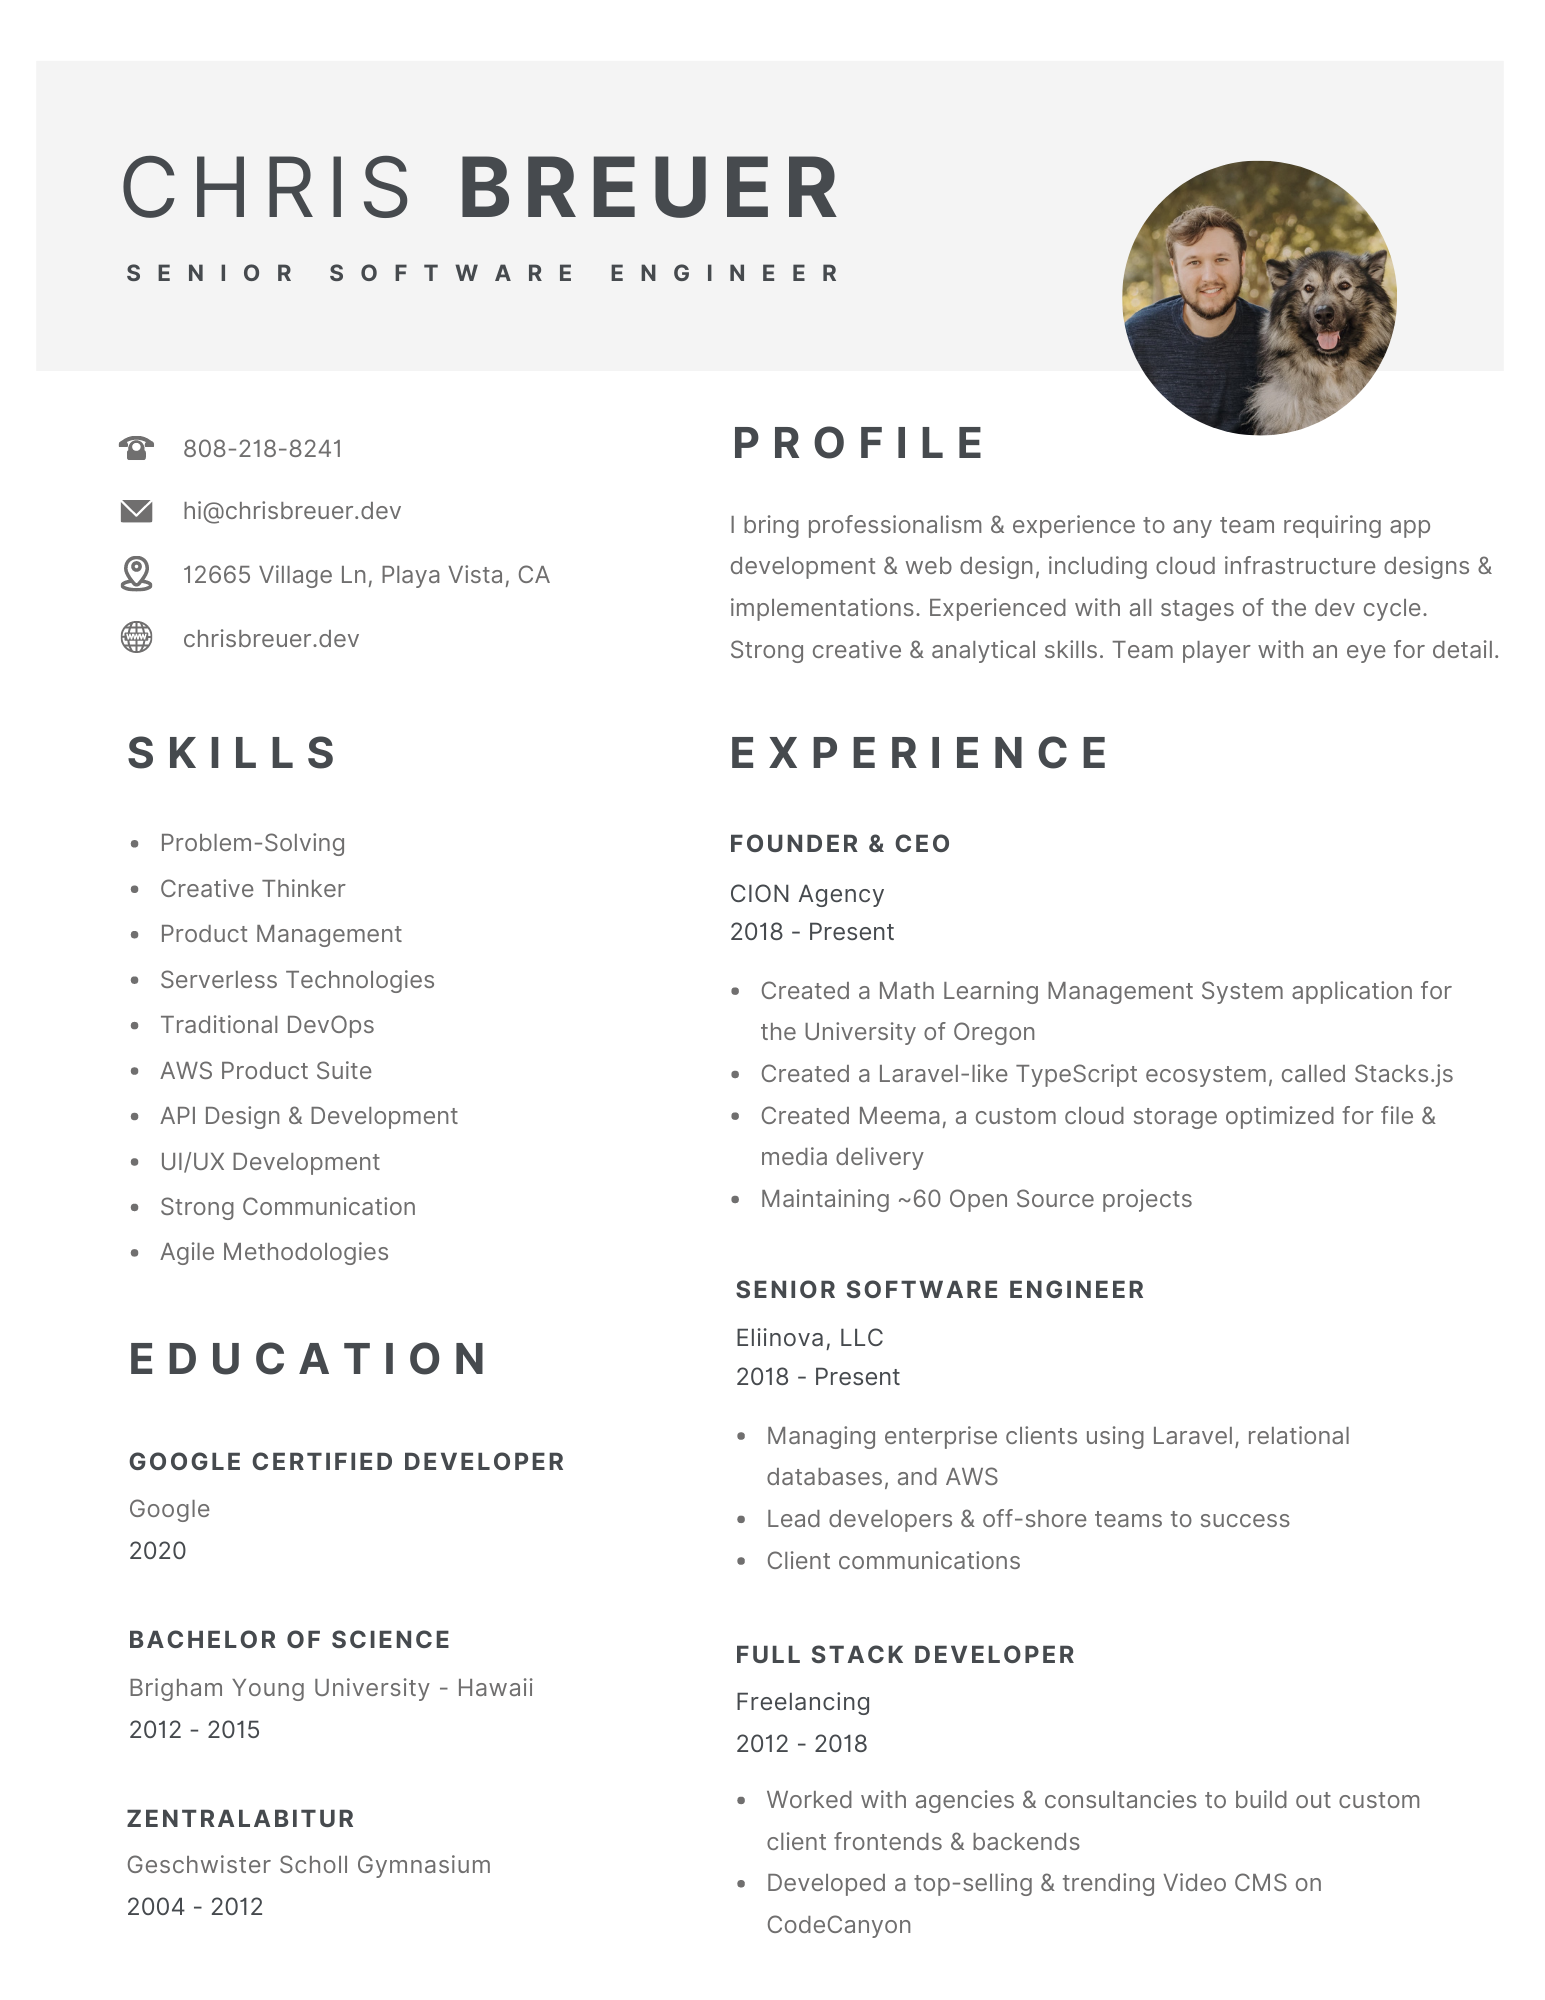 CHRIS BREUER
SENIOR SOFTWARE ENGINEER
808-218-8241
hi@chrisbreuer.dev
12665 Village Ln, Playa Vista, CA
chrisbreuer.dev
SKILLS
• Problem-Solving
• Creative Thinker
• Product Management
• Serverless Technologies
• Traditional DevOps
• AWS Product Suite
• API Design & Development
• UI/UX Development
• Strong Communication
• Agile Methodologies
EDUCATION
GOOGLE CERTIFIED DEVELOPER
Google
2020
BACHELOR OF SCIENCE
Brigham Young University - Hawaii
2012 - 2015
ZENTRALABITUR
Geschwister Scholl Gymnasium
2004 - 2012
PROFILE
I bring professionalism & experience to any team requiring app
development & web design, including cloud infrastructure designs &
implementations. Experienced with all stages of the dev cycle.
Strong creative & analytical skills. Team player with an eye for detail.
EXPERIENCE
FOUNDER & CEO
CION Agency
2018 - Present
• Created a Math Learning Management System application for
the University of Oregon
• Created a Laravel-like TypeScript ecosystem, called Stacks.js
• Created Meema, a custom cloud storage optimized for file &
media delivery
• Maintaining ~60 Open Source projects
SENIOR SOFTWARE ENGINEER
Eliinova, LLC
2018 - Present
• Managing enterprise clients using Laravel, relational
databases, and AWS
• Lead developers & off-shore teams to success
• Client communications
FULL STACK DEVELOPER
Freelancing
2012 - 2018
• Worked with agencies & consultancies to build out custom
client frontends & backends
• Developed a top-selling & trending Video CMS on
CodeCanyon